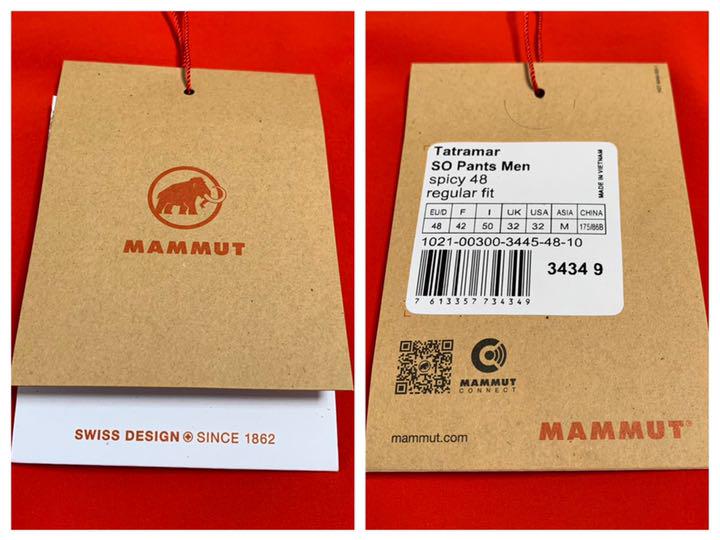 MAMMUT
SWISS DESIGN SINCE 1862
Tatramar
SO Pants Men
spicy 48
regular fit
MADE IN VIETNAM
EU/D F I UK USA ASIA CHINA
48 42 50 32 32 M 175/86B
1021-00300-3445-48-10
3434 9
7 613357 734349
MAMMUT
CONNECT
mammut.com
MAMMUT